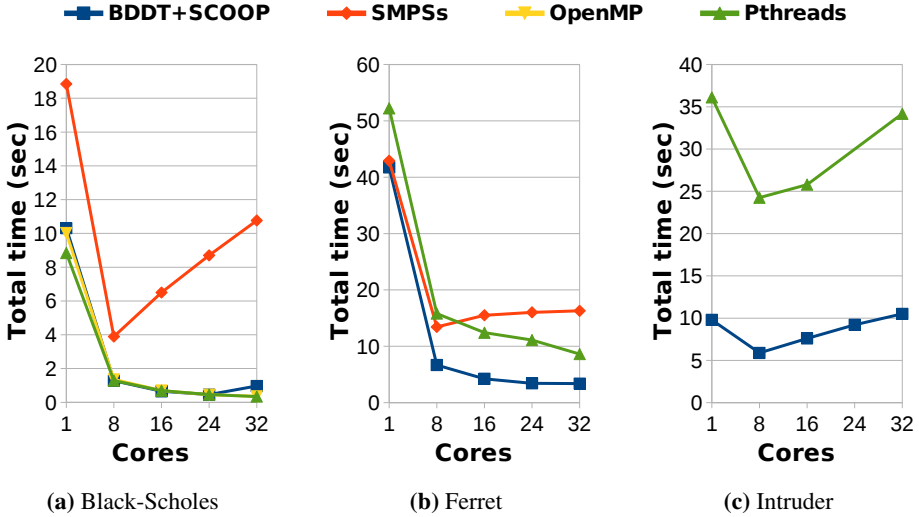 BDDT+SCOOP SMPSs OpenMP Pthreads
Total time (sec)
20
18
16
14
12
10
8
6
4
2
0
1 8 16 24 32
Cores
(a) Black-Scholes
Total time (sec)
60
50
40
30
20
10
0
1 8 16 24 32
Cores
(b) Ferret
Total time (sec)
40
35
30
25
20
15
10
5
0
1 8 16 24 32
Cores
(c) Intruder